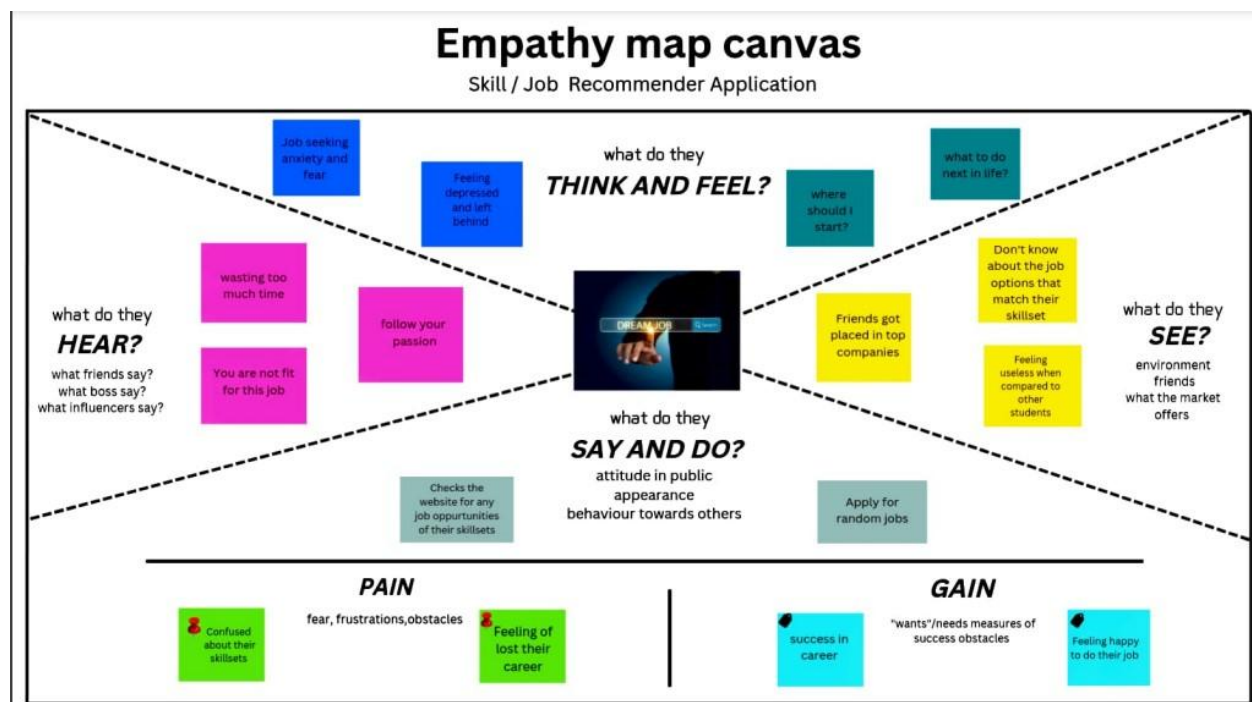 Empathy map canvas
Skill / Job Recommender Application
Job seeking
anxiety and
fear
Feeling
depressed
and left
behind
what do they
THINK AND FEEL?
where
should I
start?
what to do
next in life?
what do they
HEAR?
what friends say?
what boss say?
what influencers say?
wasting too
much time
follow your
passion
You are not fit
for this job
DREAM JOB
Search
Friends got
placed in top
companies
Don't know
about the job
options that
match their
skillset
Feeling
useless when
compared to
other
students
what do they
SEE?
environment
friends
what the market
offers
what do they
SAY AND DO?
attitude in public
appearance
behaviour towards others
Checks the
website for any
job oppurtunities
of their skillsets
Apply for
random jobs
PAIN
fear, frustrations,obstacles
Confused
about their
skillsets
Feeling of
lost their
career
GAIN
"wants"/needs measures of
success obstacles
success in
career
Feeling happy
to do their job